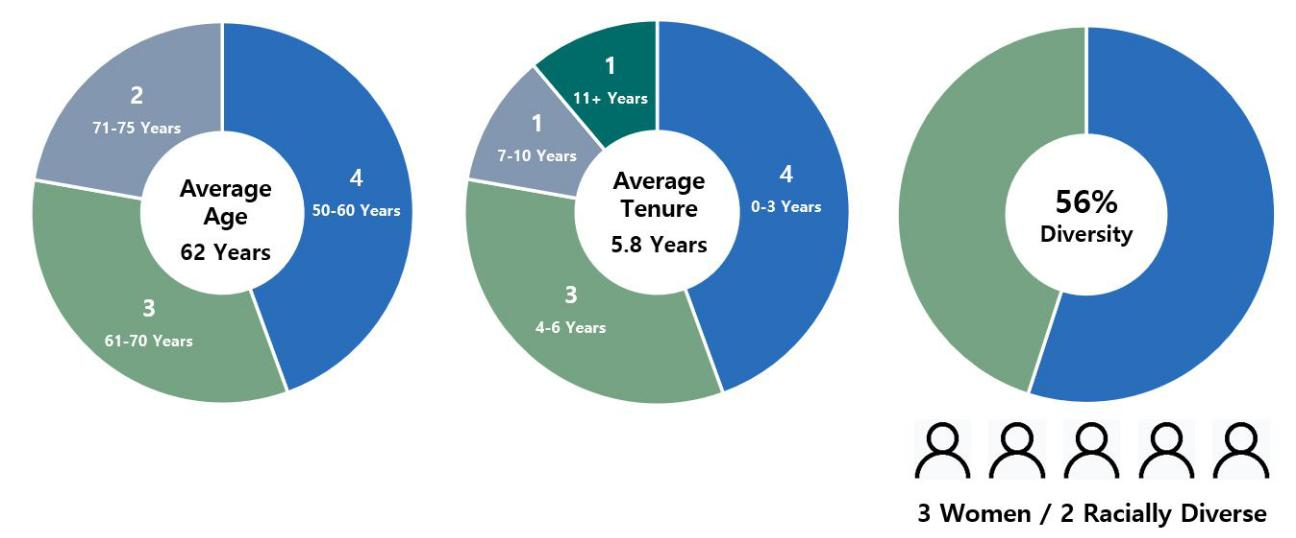 2
71-75 Years
4
50-60 Years
3
61-70 Years
Average
Age
62 Years
1
11+ Years
1
7-10 Years
4
0-3 Years
3
4-6 Years
Average
Tenure
5.8 Years
56%
Diversity
3 Women / 2 Racially Diverse